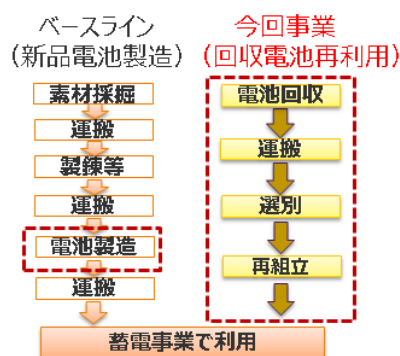 ベースライン
(新品電池製造)
素材採掘
運搬
製錬等
運搬
電池製造
運搬
今回事業
(回収電池再利用)
電池回収
運搬
選別
再組立
蓄電事業で利用